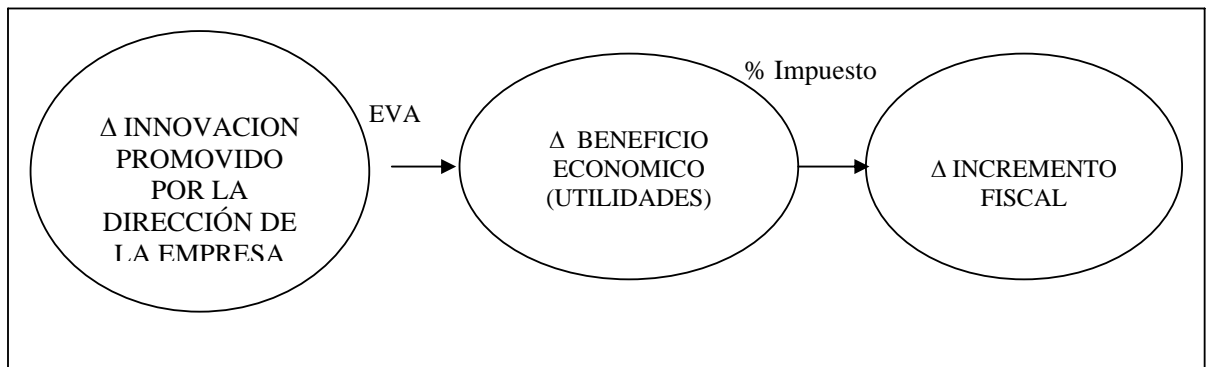 Δ INNOVACION
PROMOVIDO
POR LA
DIRECCIÓN DE
LA EMPRESA
EVA
Δ BENEFICIO
ECONOMICO
(UTILIDADES)
% Impuesto
Δ INCREMENTO
FISCAL